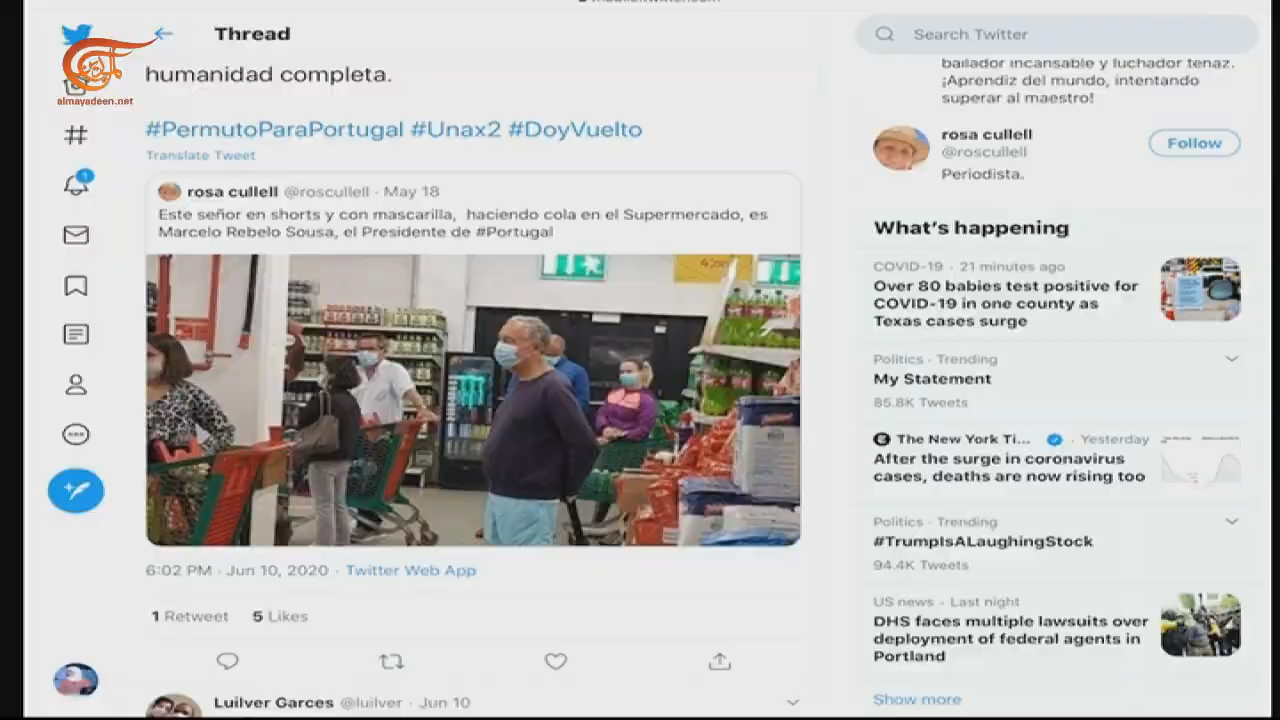 Thread
Search Twitter
almayadeen.net
humanidad completa.
#PermutoParaPortugal #Unax2 #DoyVuelto
Translate Tweet
rosa cullell @roscullell · May 18
Este señor en shorts y con mascarilla, haciendo cola en el Supermercado, es
Marcelo Rebelo Sousa, el Presidente de #Portugal
6:02 PM · Jun 10, 2020 · Twitter Web App
1 Retweet 5 Likes
Luilver Garces @luilver · Jun 10
bailador incansable y luchador tenaz.
¡Aprendiz del mundo, intentando
superar al maestro!
rosa cullell
@roscullell
Follow
Periodista.
What's happening
COVID-19 · 21 minutes ago
Over 80 babies test positive for
COVID-19 in one county as
Texas cases surge
Politics · Trending
My Statement
85.8K Tweets
The New York Ti... · Yesterday
After the surge in coronavirus
cases, deaths are now rising too
Politics · Trending
#TrumpIsALaughingStock
94.4K Tweets
US news · Last night
DHS faces multiple lawsuits over
deployment of federal agents in
Portland
Show more